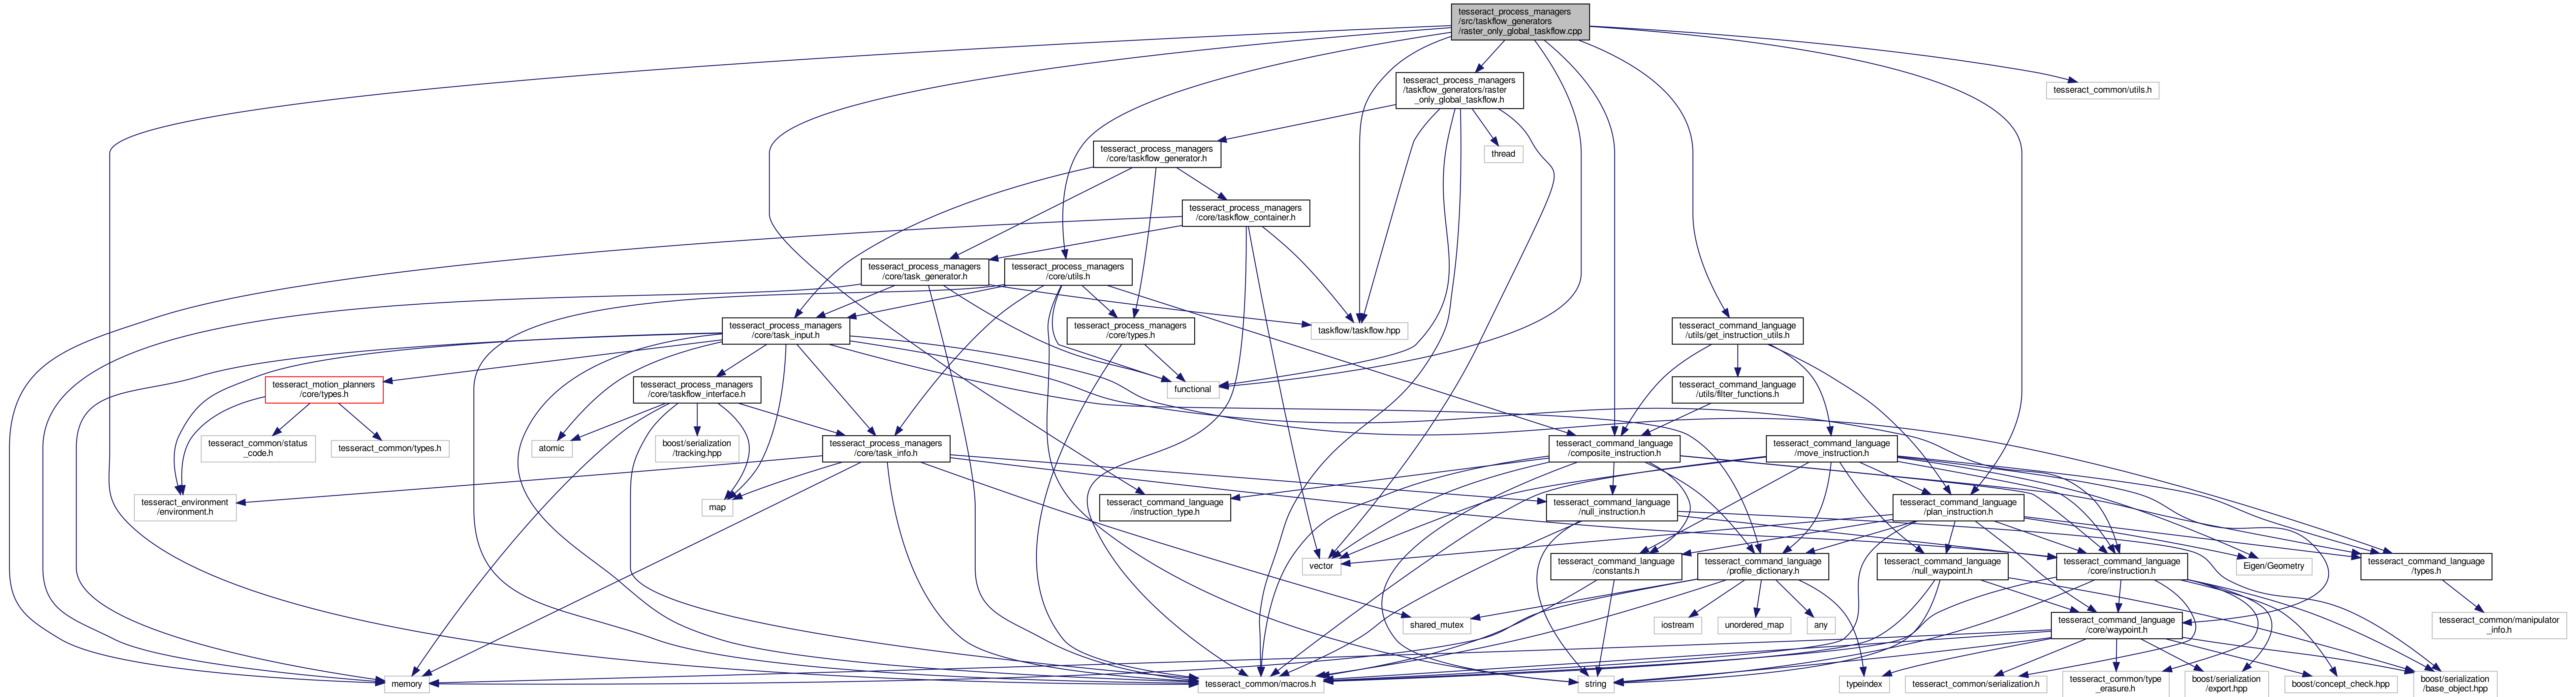 tesseract_process_managers
/src/taskflow_generators
/raster_only_global_taskflow.cpp
tesseract_process_managers
/taskflow_generators/raster
_only_global_taskflow.h
tesseract_common/utils.h
tesseract_process_managers
/core/taskflow_generator.h
thread
tesseract_process_managers
/core/taskflow_container.h
tesseract_process_managers
/core/task_generator.h
tesseract_process_managers
/core/utils.h
tesseract_process_managers
/core/task_input.h
tesseract_process_managers
/core/types.h
taskflow/taskflow.hpp
tesseract_command_language
/utils/get_instruction_utils.h
tesseract_motion_planners
/core/types.h
tesseract_process_managers
/core/taskflow_interface.h
functional
tesseract_command_language
/utils/filter_functions.h
tesseract_common/status
_code.h
tesseract_common/types.h
atomic
boost/serialization
/tracking.hpp
tesseract_process_managers
/core/task_info.h
tesseract_command_language
/composite_instruction.h
tesseract_command_language
/move_instruction.h
tesseract_environment
/environment.h
map
tesseract_command_language
/instruction_type.h
tesseract_command_language
/null_instruction.h
tesseract_command_language
/plan_instruction.h
vector
tesseract_command_language
/constants.h
tesseract_command_language
/profile_dictionary.h
tesseract_command_language
/null_waypoint.h
tesseract_command_language
/core/instruction.h
Eigen/Geometry
tesseract_command_language
/types.h
shared_mutex
iostream
unordered_map
any
tesseract_command_language
/core/waypoint.h
tesseract_common/manipulator
_info.h
memory
tesseract_common/macros.h
string
typeindex
tesseract_common/serialization.h
tesseract_common/type
_erasure.h
boost/serialization
/export.hpp
boost/concept_check.hpp
boost/serialization
/base_object.hpp